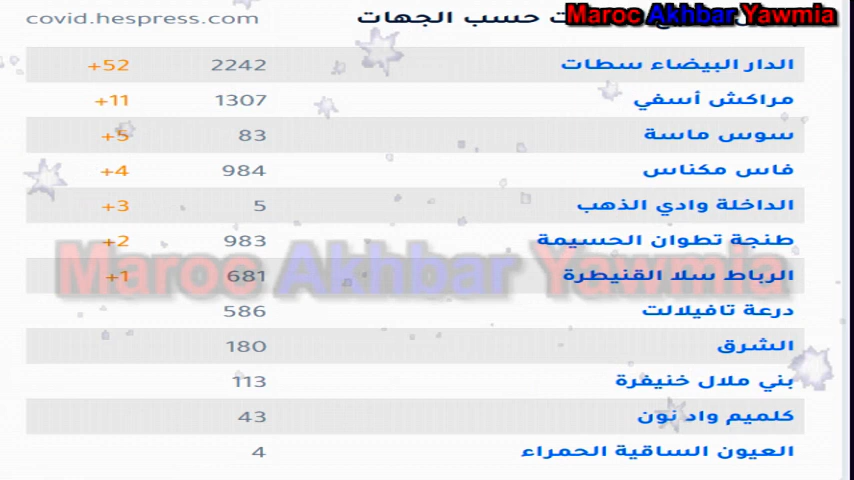 حسب الجهات covid.hespress.com
Maroc Akhbar Yawmia
الدار البيضاء سطات 2242 +52
مراكش أسفي 1307 +11
سوس ماسة 83 +5
فاس مكناس 984 +4
الداخلة وادي الذهب 5 +3
طنجة تطوان الحسيمة 983 +2
الرباط سلا القنيطرة 681 +1
Maroc Akhbar Yawmia
درعة تافيلالت 586
الشرق 180
بني ملال خنيفرة 113
كلميم واد نون 43
العيون الساقية الحمراء 4